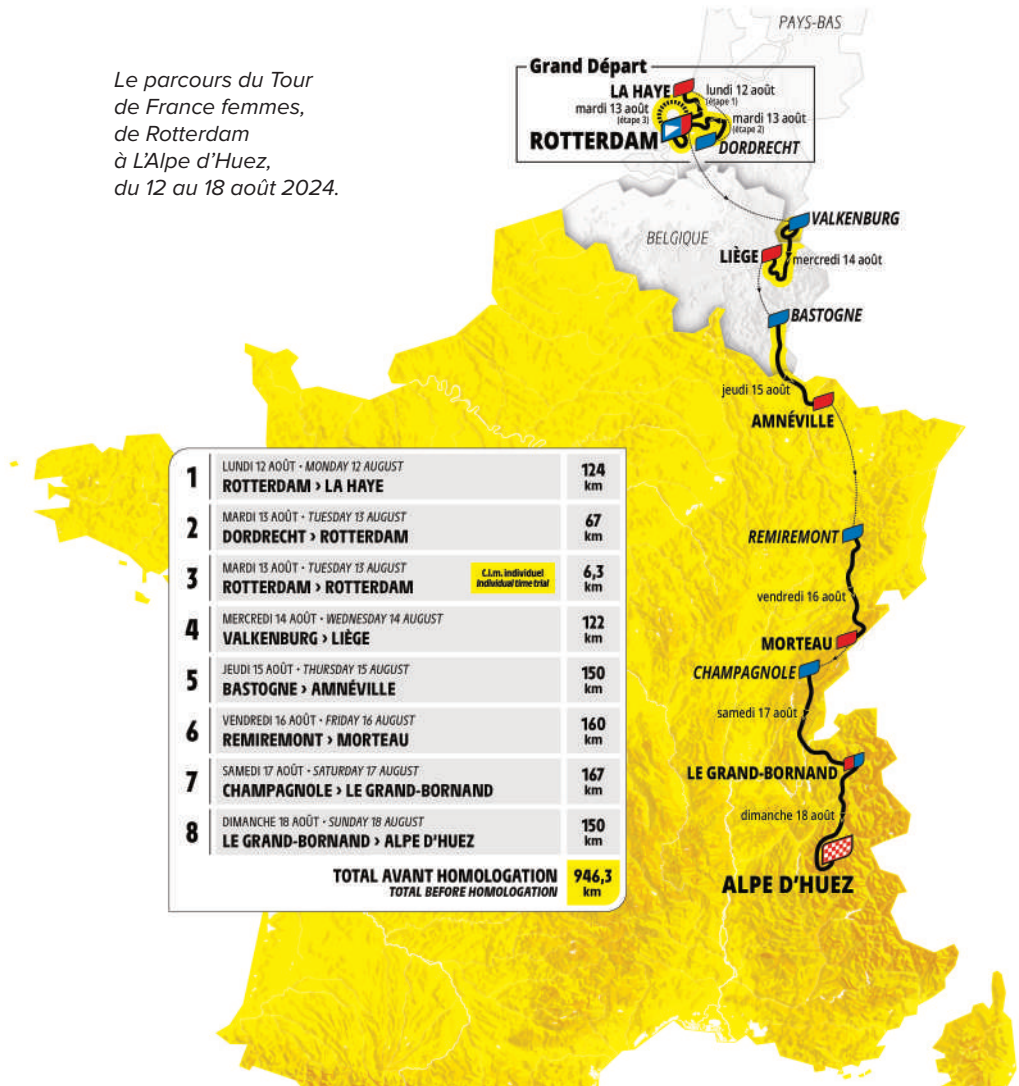 Le parcours du Tour
de France femmes,
de Rotterdam
à L’Alpe d’Huez,
du 12 au 18 août 2024.
PAYS-BAS
Grand Départ
LA HAYE
lundi 12 août
(étape 1)
mardi 13 août
(étape 3)
mardi 13 août
(étape 2)
ROTTERDAM
DORDRECHT
VALKENBURG
BELGIQUE
LIÈGE
mercredi 14 août
BASTOGNE
jeudi 15 août
AMNÉVILLE
REMIREMONT
vendredi 16 août
MORTEAU
CHAMPAGNOLE
samedi 17 août
LE GRAND-BORNAND
dimanche 18 août
ALPE D'HUEZ
1
LUNDI 12 AOÛT • MONDAY 12 AUGUST
ROTTERDAM > LA HAYE
124
km
2
MARDI 13 AOÛT • TUESDAY 13 AUGUST
DORDRECHT > ROTTERDAM
67
km
3
MARDI 13 AOÛT • TUESDAY 13 AUGUST
ROTTERDAM > ROTTERDAM
C.l.m. individuel
Individual time trial
6,3
km
4
MERCREDI 14 AOÛT • WEDNESDAY 14 AUGUST
VALKENBURG > LIÈGE
122
km
5
JEUDI 15 AOÛT • THURSDAY 15 AUGUST
BASTOGNE > AMNÉVILLE
150
km
6
VENDREDI 16 AOÛT • FRIDAY 16 AUGUST
REMIREMONT > MORTEAU
160
km
7
SAMEDI 17 AOÛT • SATURDAY 17 AUGUST
CHAMPAGNOLE > LE GRAND-BORNAND
167
km
8
DIMANCHE 18 AOÛT • SUNDAY 18 AUGUST
LE GRAND-BORNAND > ALPE D'HUEZ
150
km
TOTAL AVANT HOMOLOGATION
TOTAL BEFORE HOMOLOGATION
946,3
km